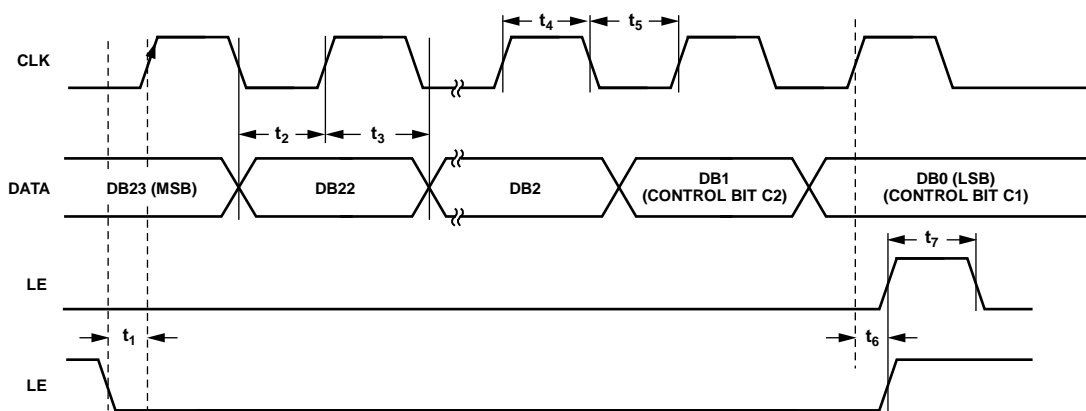 t4
t5
CLK
t2
t3
DATA
DB23 (MSB)
DB22
DB2
DB1
(CONTROL BIT C2)
DB0 (LSB)
(CONTROL BIT C1)
t7
LE
t1
t6
LE